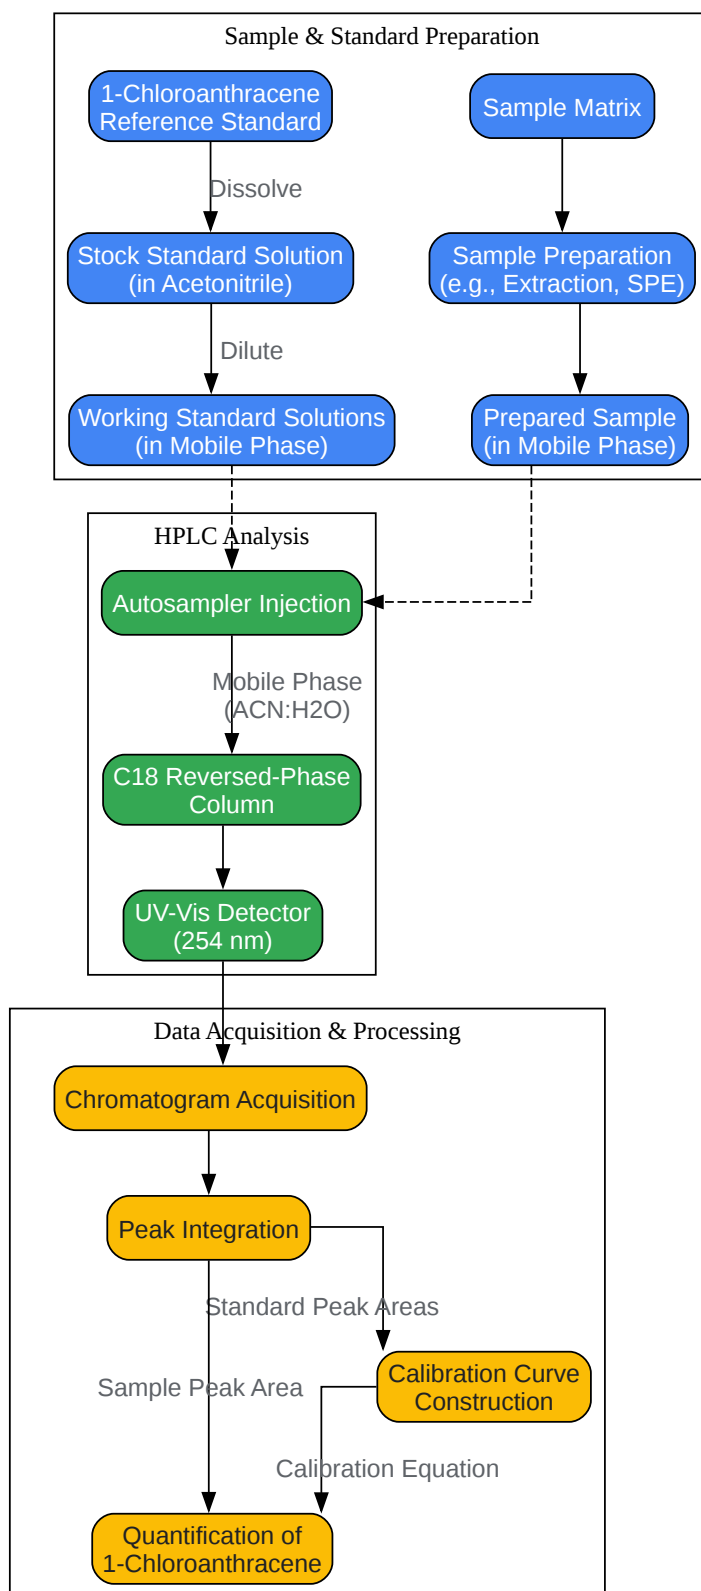 Sample & Standard Preparation
1-Chloroanthracene
Reference Standard
Sample Matrix
Dissolve
Stock Standard Solution
(in Acetonitrile)
Sample Preparation
(e.g., Extraction, SPE)
Dilute
Working Standard Solutions
(in Mobile Phase)
Prepared Sample
(in Mobile Phase)
HPLC Analysis
Autosampler Injection
Mobile Phase
(ACN:H2O)
C18 Reversed-Phase
Column
UV-Vis Detector
(254 nm)
Data Acquisition & Processing
Chromatogram Acquisition
Peak Integration
Standard Peak Areas
Sample Peak Area
Calibration Curve
Construction
Calibration Equation
Quantification of
1-Chloroanthracene